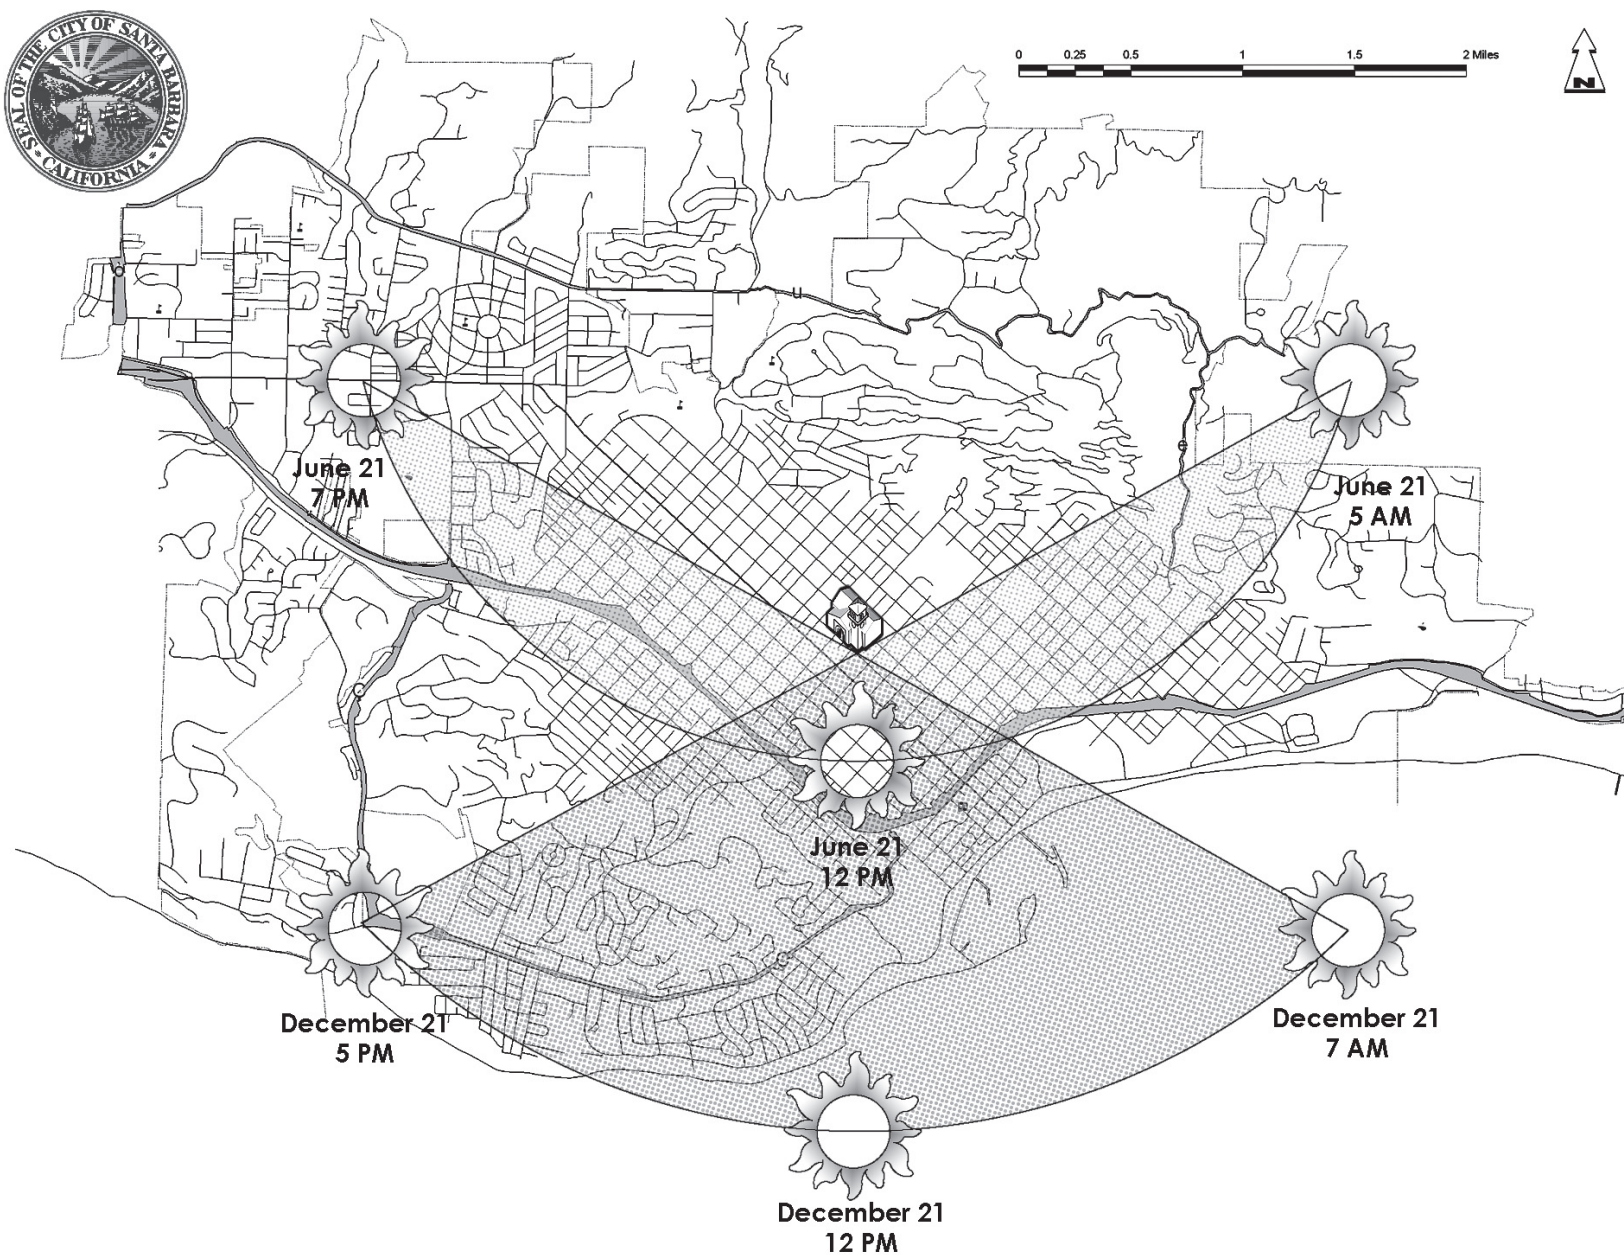 SEAL OF THE CITY OF SANTA BARBARA
CALIFORNIA
0 0.25 0.5 1 1.5 2 Miles
N
June 21
7 PM
June 21
5 AM
June 21
12 PM
December 21
5 PM
December 21
7 AM
December 21
12 PM